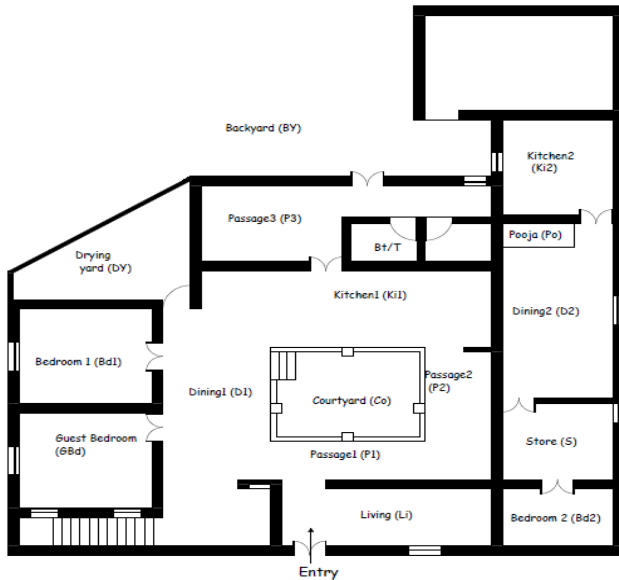 Backyard (BY)
Kitchen2
(Ki2)
Passage3 (P3)
Pooja (Po)
Bt/T
Drying
yard (DY)
Kitchen1 (Ki1)
Dining2 (D2)
Bedroom 1 (Bd1)
Passage2
(P2)
Dining1 (D1)
Courtyard (Co)
Guest Bedroom
(GBd)
Store (S)
Passage1 (P1)
Living (Li)
Bedroom 2 (Bd2)
Entry